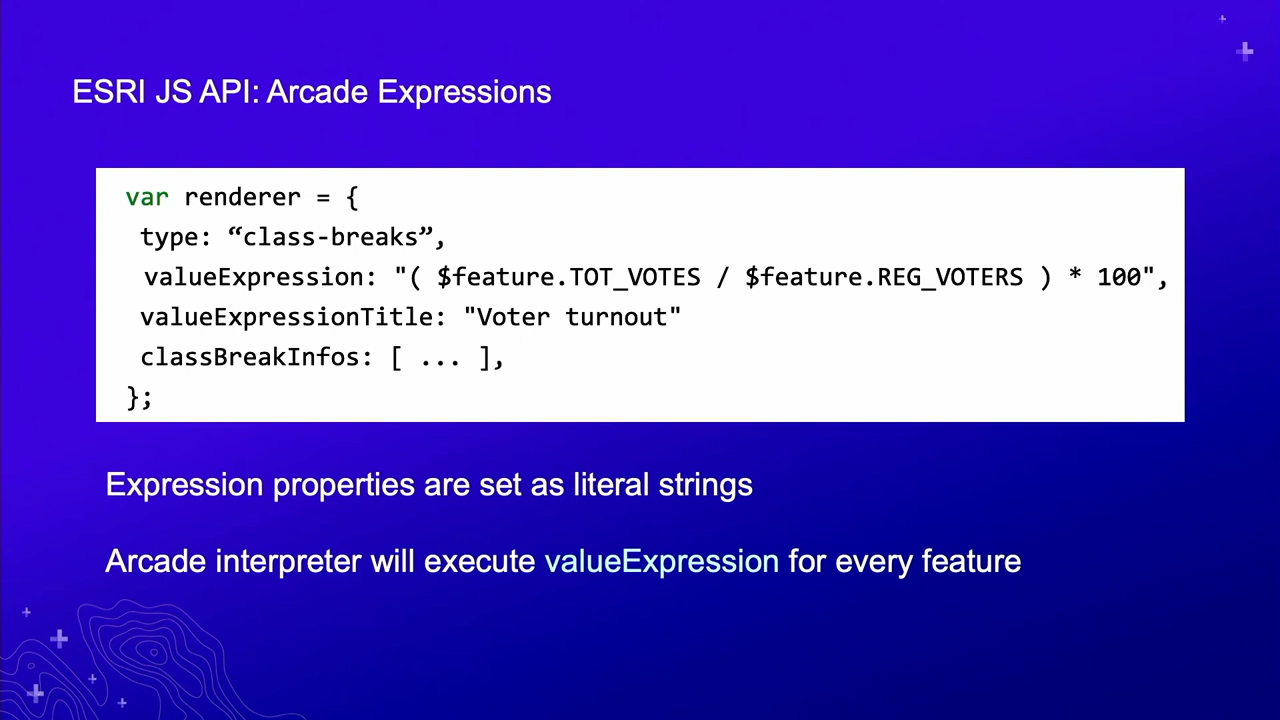 ESRI JS API: Arcade Expressions
var renderer = {
type: “class-breaks”,
valueExpression: "( $feature.TOT_VOTES / $feature.REG_VOTERS ) * 100",
valueExpressionTitle: "Voter turnout"
classBreakInfos: [ ... ],
};
Expression properties are set as literal strings
Arcade interpreter will execute valueExpression for every feature